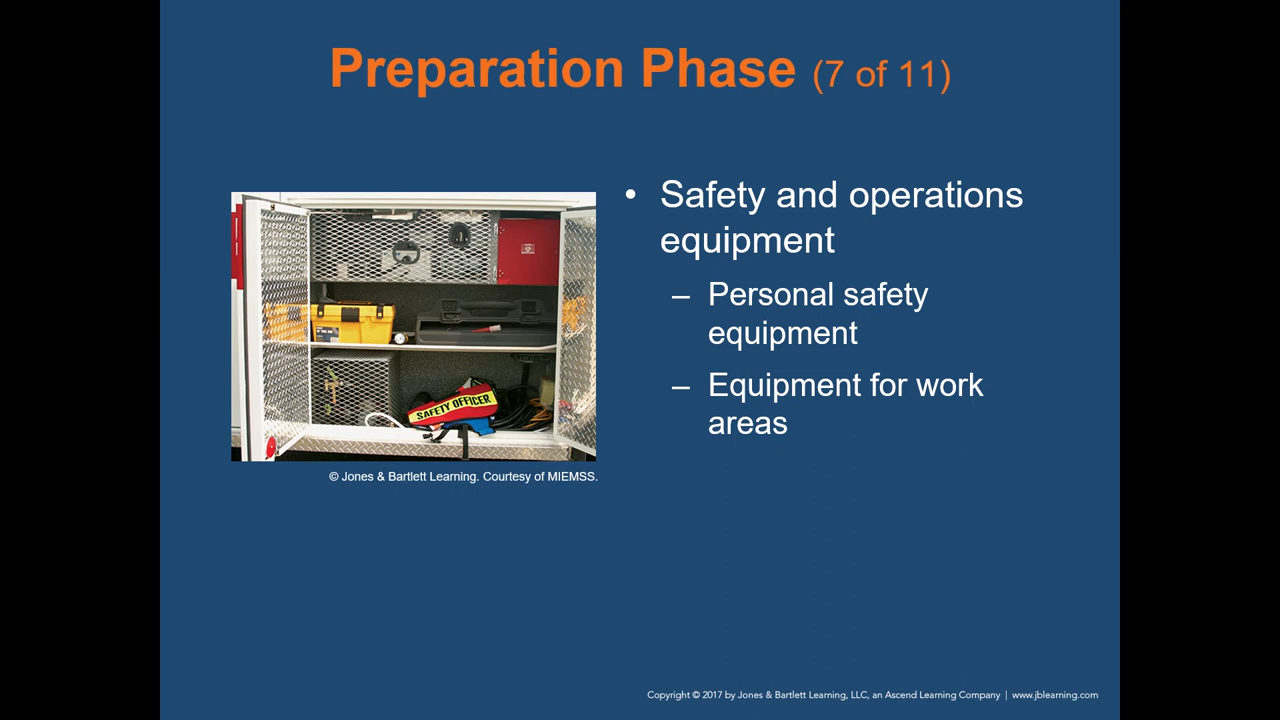 Preparation Phase (7 of 11)
• Safety and operations
equipment
– Personal safety
equipment
– Equipment for work
areas
SAFETY OFFICER
© Jones & Bartlett Learning. Courtesy of MIEMSS.
Copyright © 2017 by Jones & Bartlett Learning, LLC, an Ascend Learning Company | www.jblearning.com